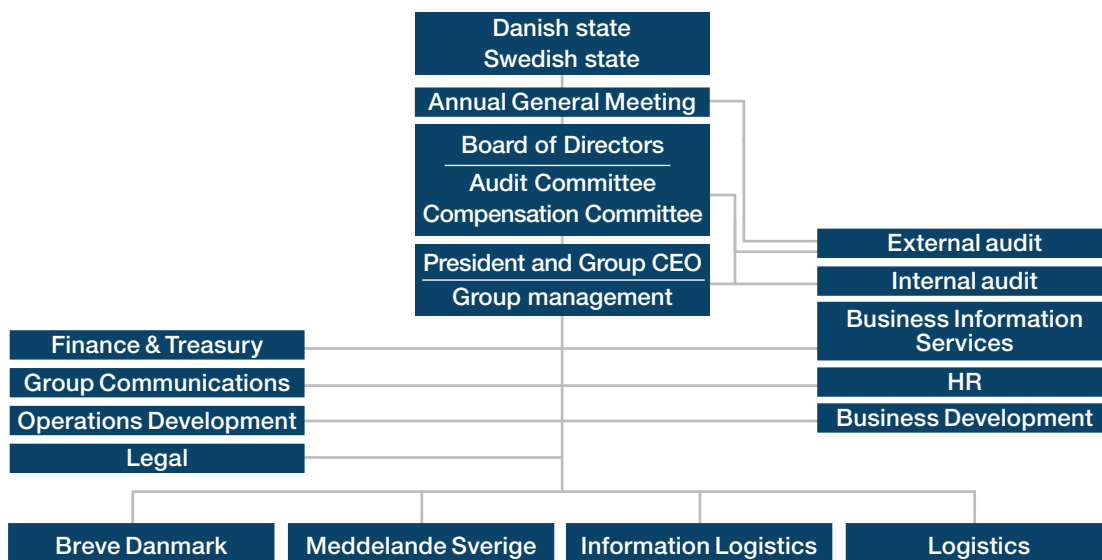 Danish state
Swedish state
Annual General Meeting
Board of Directors
Audit Committee
Compensation Committee
President and Group CEO
Group management
External audit
Internal audit
Business Information
Services
HR
Business Development
Finance & Treasury
Group Communications
Operations Development
Legal
Breve Danmark
Meddelande Sverige
Information Logistics
Logistics